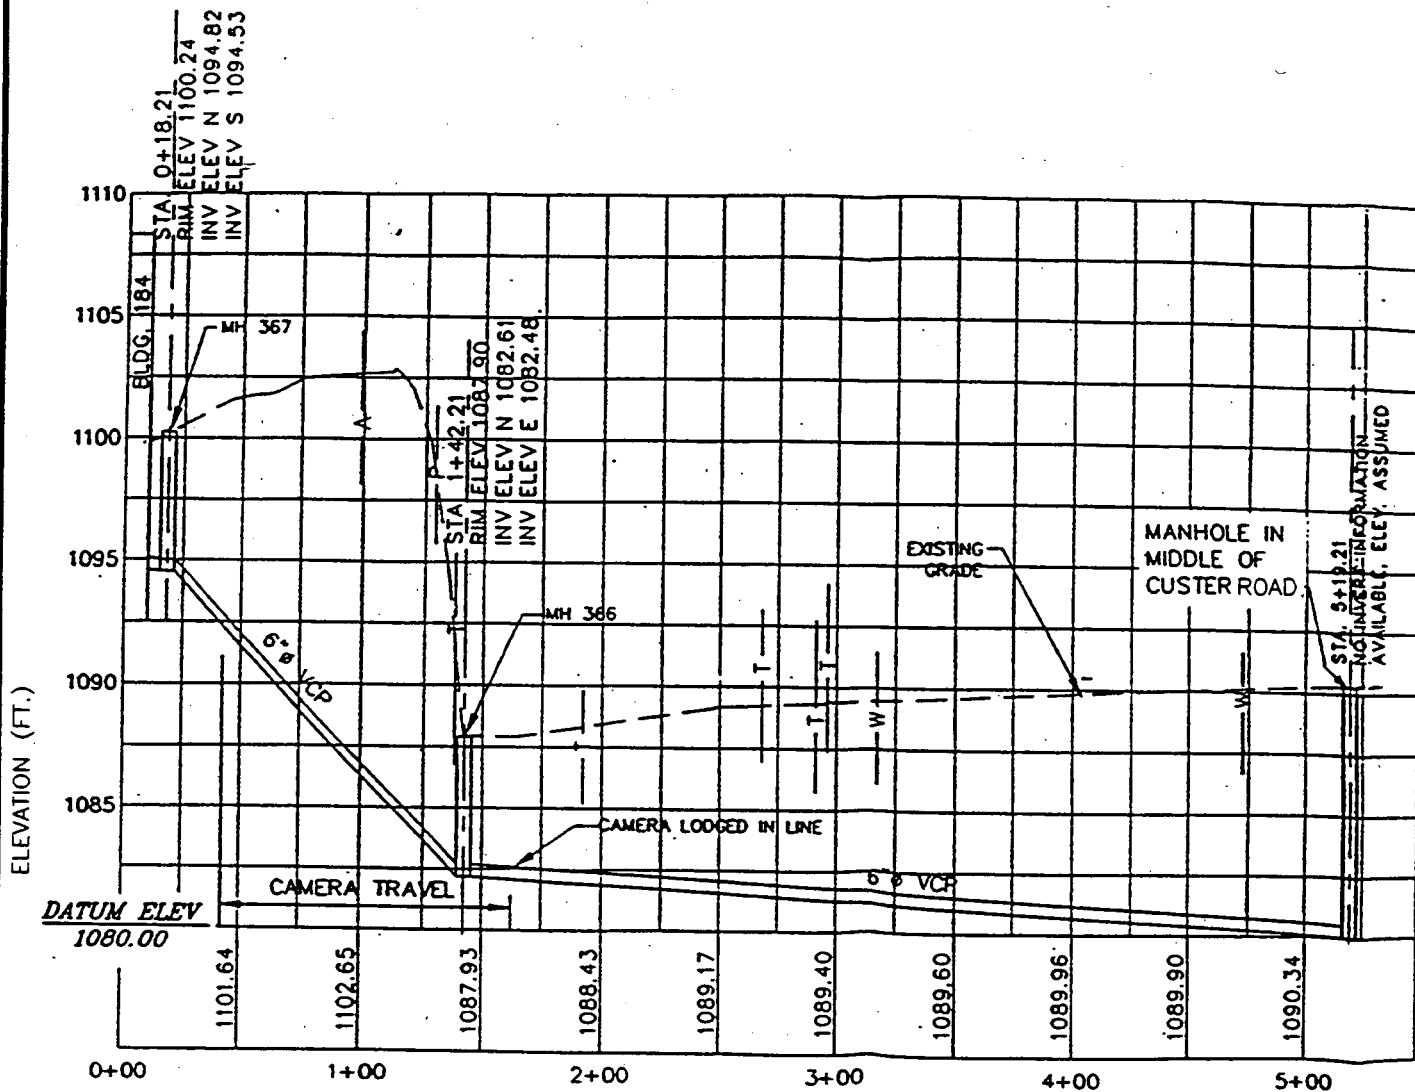 STA. 0+18.21
RIM ELEV 1100.24
INV ELEV N 1094.82
INV ELEV S 1094.53
1110
BLDG. 184
1105
MH 367
STA 1+42.21
RIM ELEV 1087.90
INV ELEV N 1082.61
INV ELEV E 1082.48
A
1100
STA. 5+19.21
NO INVERT INFORMATION
AVAILABLE, ELEV. ASSUMED
MANHOLE IN
MIDDLE OF
CUSTER ROAD
EXISTING
GRADE
1095
MH 366
6"ø VCP
T
T
T
W
W
1090
ELEVATION (FT.)
1085
CAMERA LODGED IN LINE
6"ø VCP
CAMERA TRAVEL
DATUM ELEV
1080.00
1101.64
1102.65
1087.93
1088.43
1089.17
1089.40
1089.60
1089.96
1089.90
1090.34
0+00
1+00
2+00
3+00
4+00
5+00